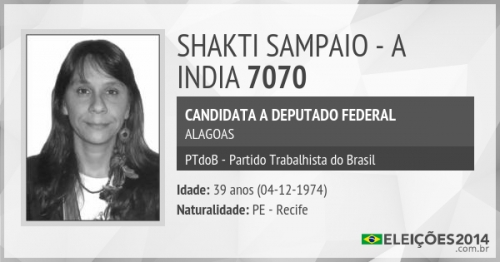 SHAKTI SAMPAIO - A
INDIA 7070
CANDIDATA A DEPUTADO FEDERAL
ALAGOAS
PTdoB - Partido Trabalhista do Brasil
Idade: 39 anos (04-12-1974)
Naturalidade: PE - Recife
ELEIÇÕES2014
.com.br